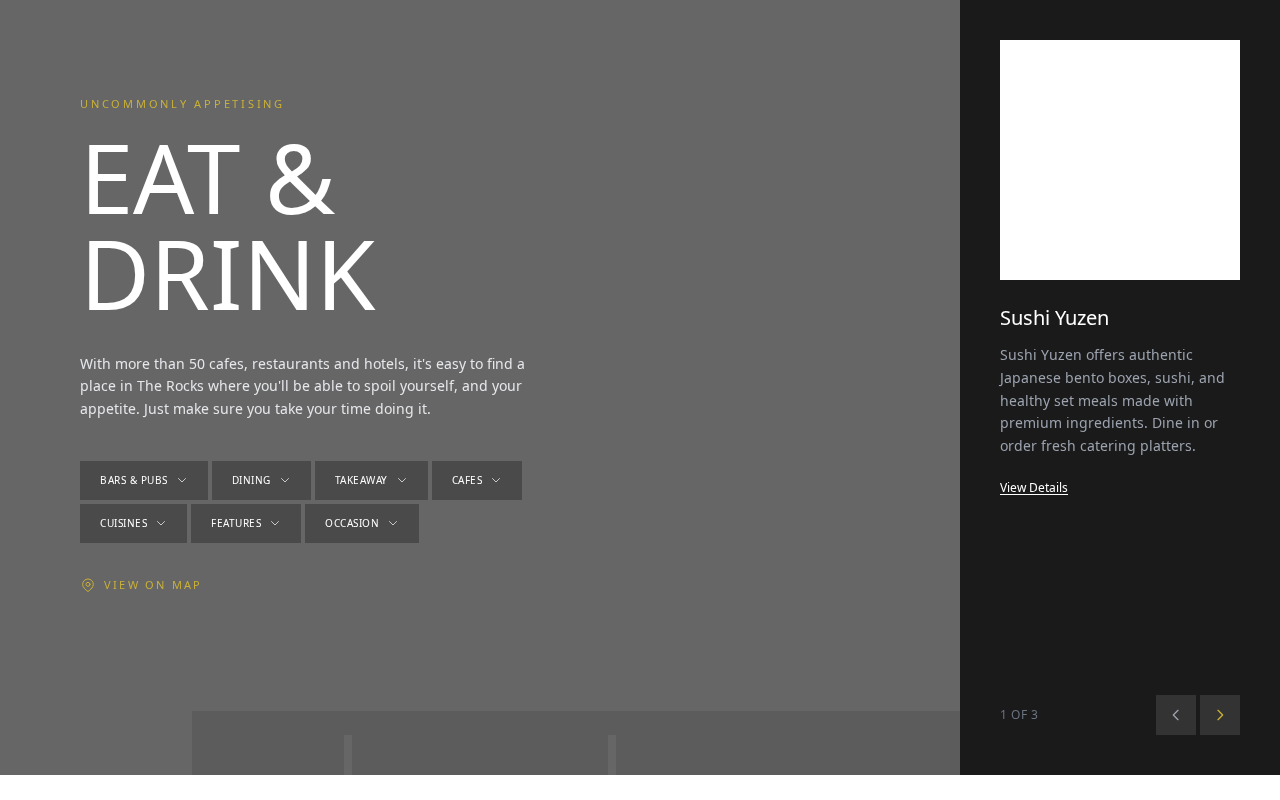 UNCOMMONLY APPETISING
EAT &
DRINK
With more than 50 cafes, restaurants and hotels, it's easy to find a
place in The Rocks where you'll be able to spoil yourself, and your
appetite. Just make sure you take your time doing it.
BARS & PUBS
DINING
TAKEAWAY
CAFES
CUISINES
FEATURES
OCCASION
VIEW ON MAP
Sushi Yuzen
Sushi Yuzen offers authentic
Japanese bento boxes, sushi, and
healthy set meals made with
premium ingredients. Dine in or
order fresh catering platters.
View Details
1 OF 3